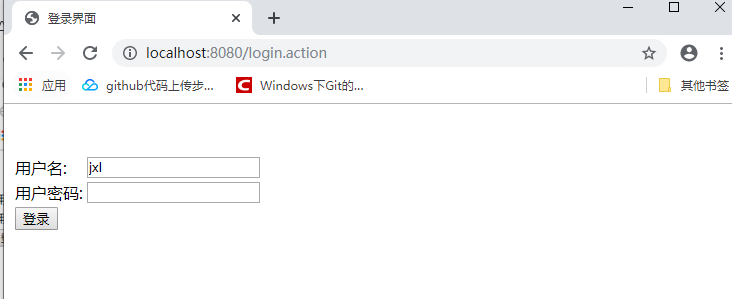 登录界面
localhost:8080/login.action
应用 github代码上传步... Windows下Git的... 其他书签
用户名: jxl
用户密码:
登录